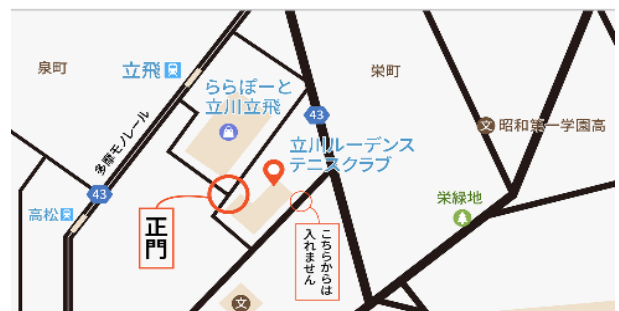 泉町
立飛
ららぽーと
立川立飛
栄町
43
昭和第一学園高
文
多摩モノレール
立川ルーデンス
テニスクラブ
43
高松
正門
こちらからは
入れません
栄緑地
文